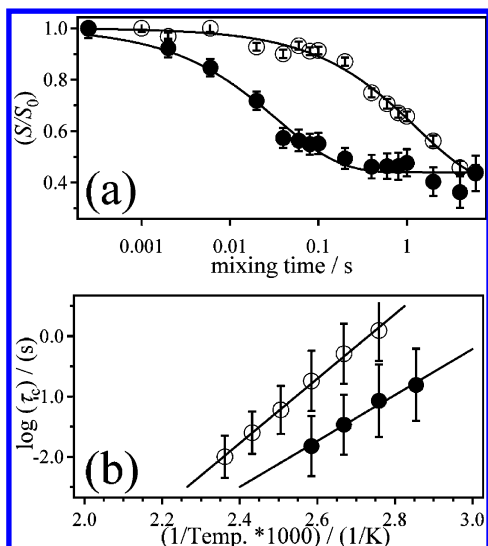 1.0
0.8
0.6
0.4
(S/S0)
(a)
0.001 0.01 0.1 1
mixing time / s
0.0
-1.0
-2.0
log (τc) / (s)
(b)
2.0 2.2 2.4 2.6 2.8 3.0
(1/Temp. *1000) / (1/K)